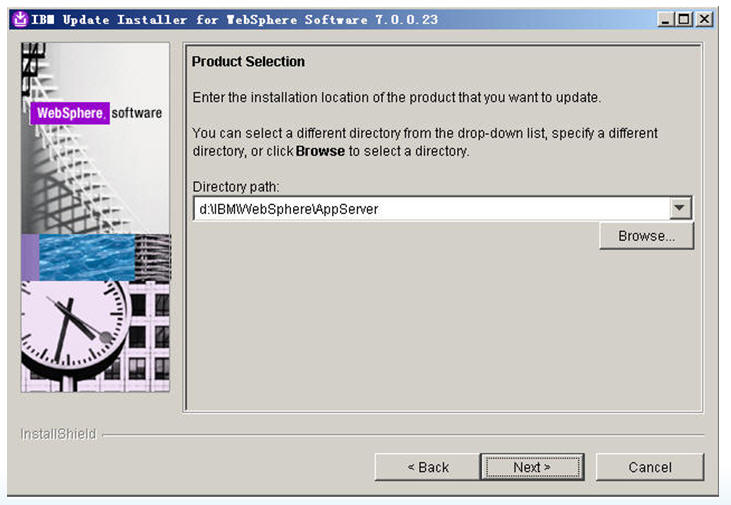 IBM Update Installer for WebSphere Software 7.0.0.23
WebSphere. software
Product Selection
Enter the installation location of the product that you want to update.
You can select a different directory from the drop-down list, specify a different
directory, or click Browse to select a directory.
Directory path:
d:\IBM\WebSphere\AppServer
Browse...
InstallShield
< Back
Next >
Cancel